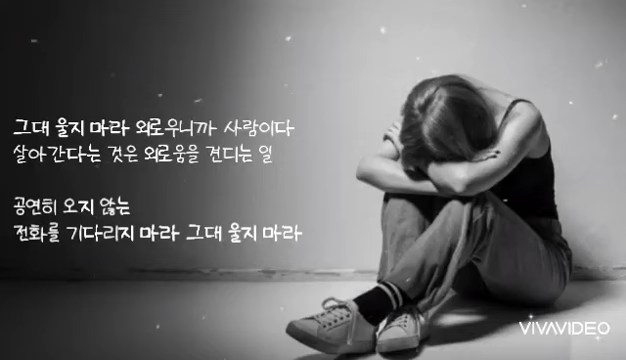 그대 울지 마라 외로우니까 사람이다
살아 간다는 것은 외로움을 견디는 일
공연히 오지 않는
전화를 기다리지 마라 그대 울지 마라
VIVAVIDEO